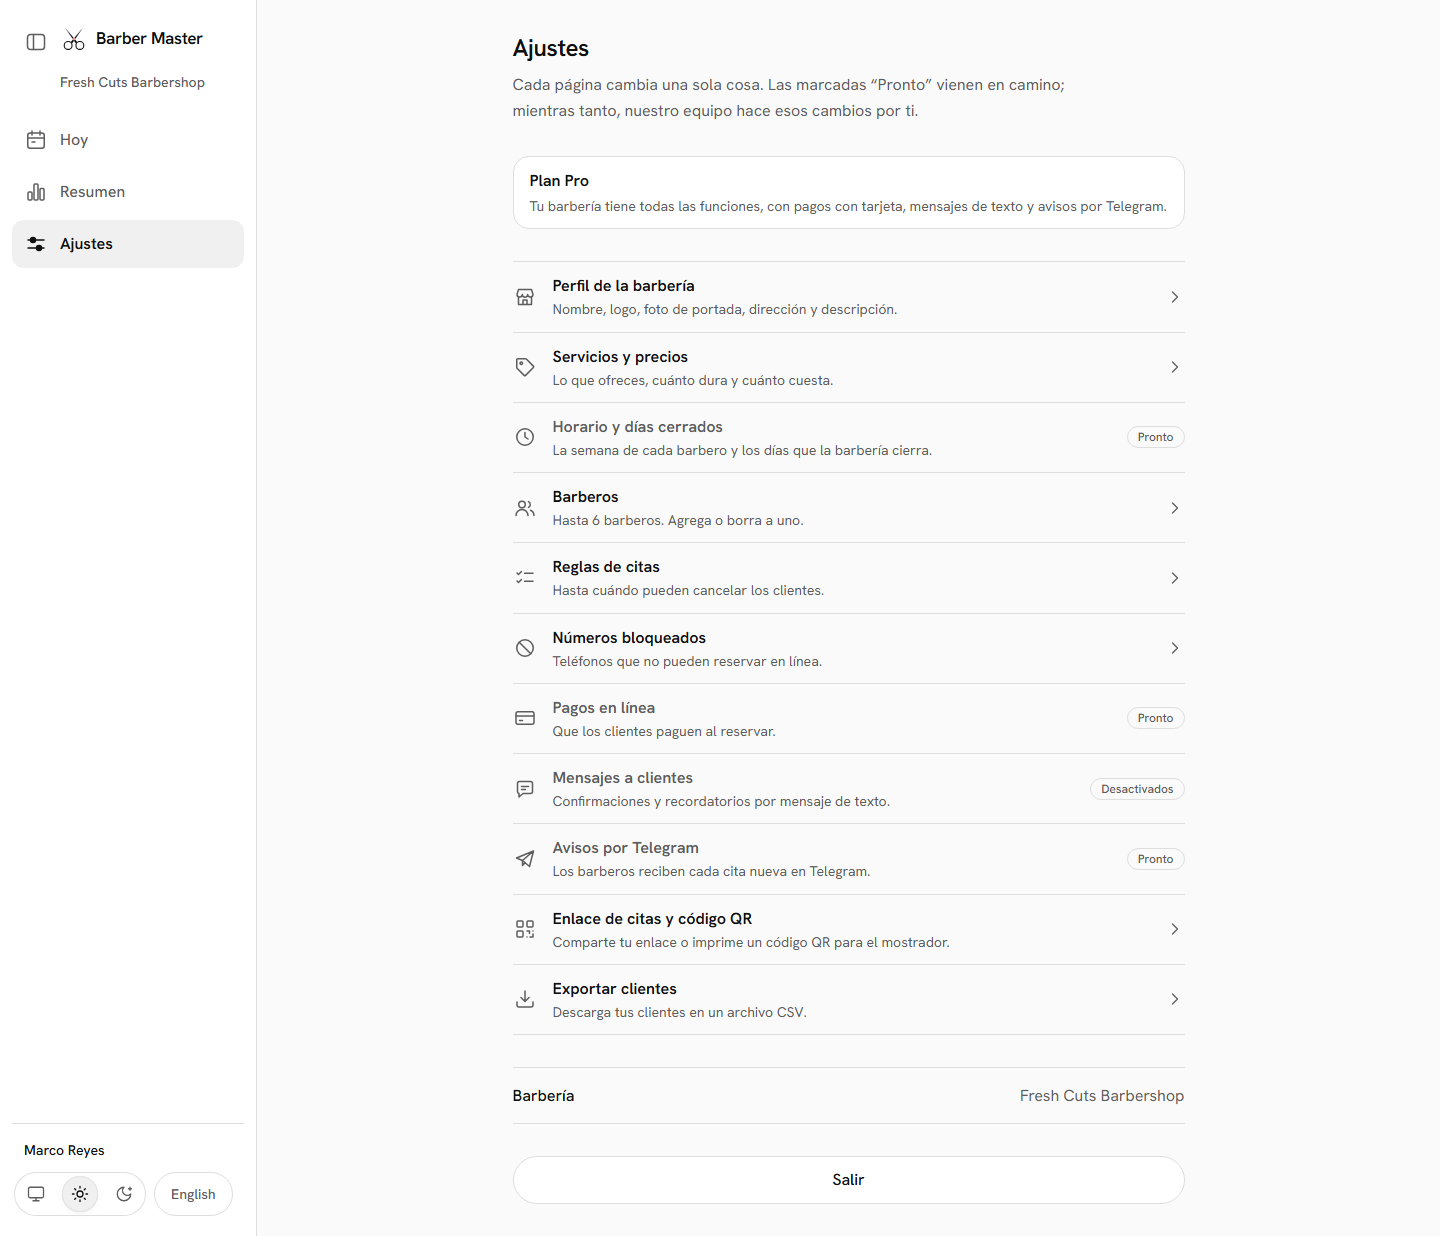 Barber Master
Fresh Cuts Barbershop
Hoy
Resumen
Ajustes
Marco Reyes
English
Ajustes
Cada página cambia una sola cosa. Las marcadas “Pronto” vienen en camino;
mientras tanto, nuestro equipo hace esos cambios por ti.
Plan Pro
Tu barbería tiene todas las funciones, con pagos con tarjeta, mensajes de texto y avisos por Telegram.
Perfil de la barbería
Nombre, logo, foto de portada, dirección y descripción.
Servicios y precios
Lo que ofreces, cuánto dura y cuánto cuesta.
Horario y días cerrados
La semana de cada barbero y los días que la barbería cierra.
Pronto
Barberos
Hasta 6 barberos. Agrega o borra a uno.
Reglas de citas
Hasta cuándo pueden cancelar los clientes.
Números bloqueados
Teléfonos que no pueden reservar en línea.
Pagos en línea
Que los clientes paguen al reservar.
Pronto
Mensajes a clientes
Confirmaciones y recordatorios por mensaje de texto.
Desactivados
Avisos por Telegram
Los barberos reciben cada cita nueva en Telegram.
Pronto
Enlace de citas y código QR
Comparte tu enlace o imprime un código QR para el mostrador.
Exportar clientes
Descarga tus clientes en un archivo CSV.
Barbería
Fresh Cuts Barbershop
Salir